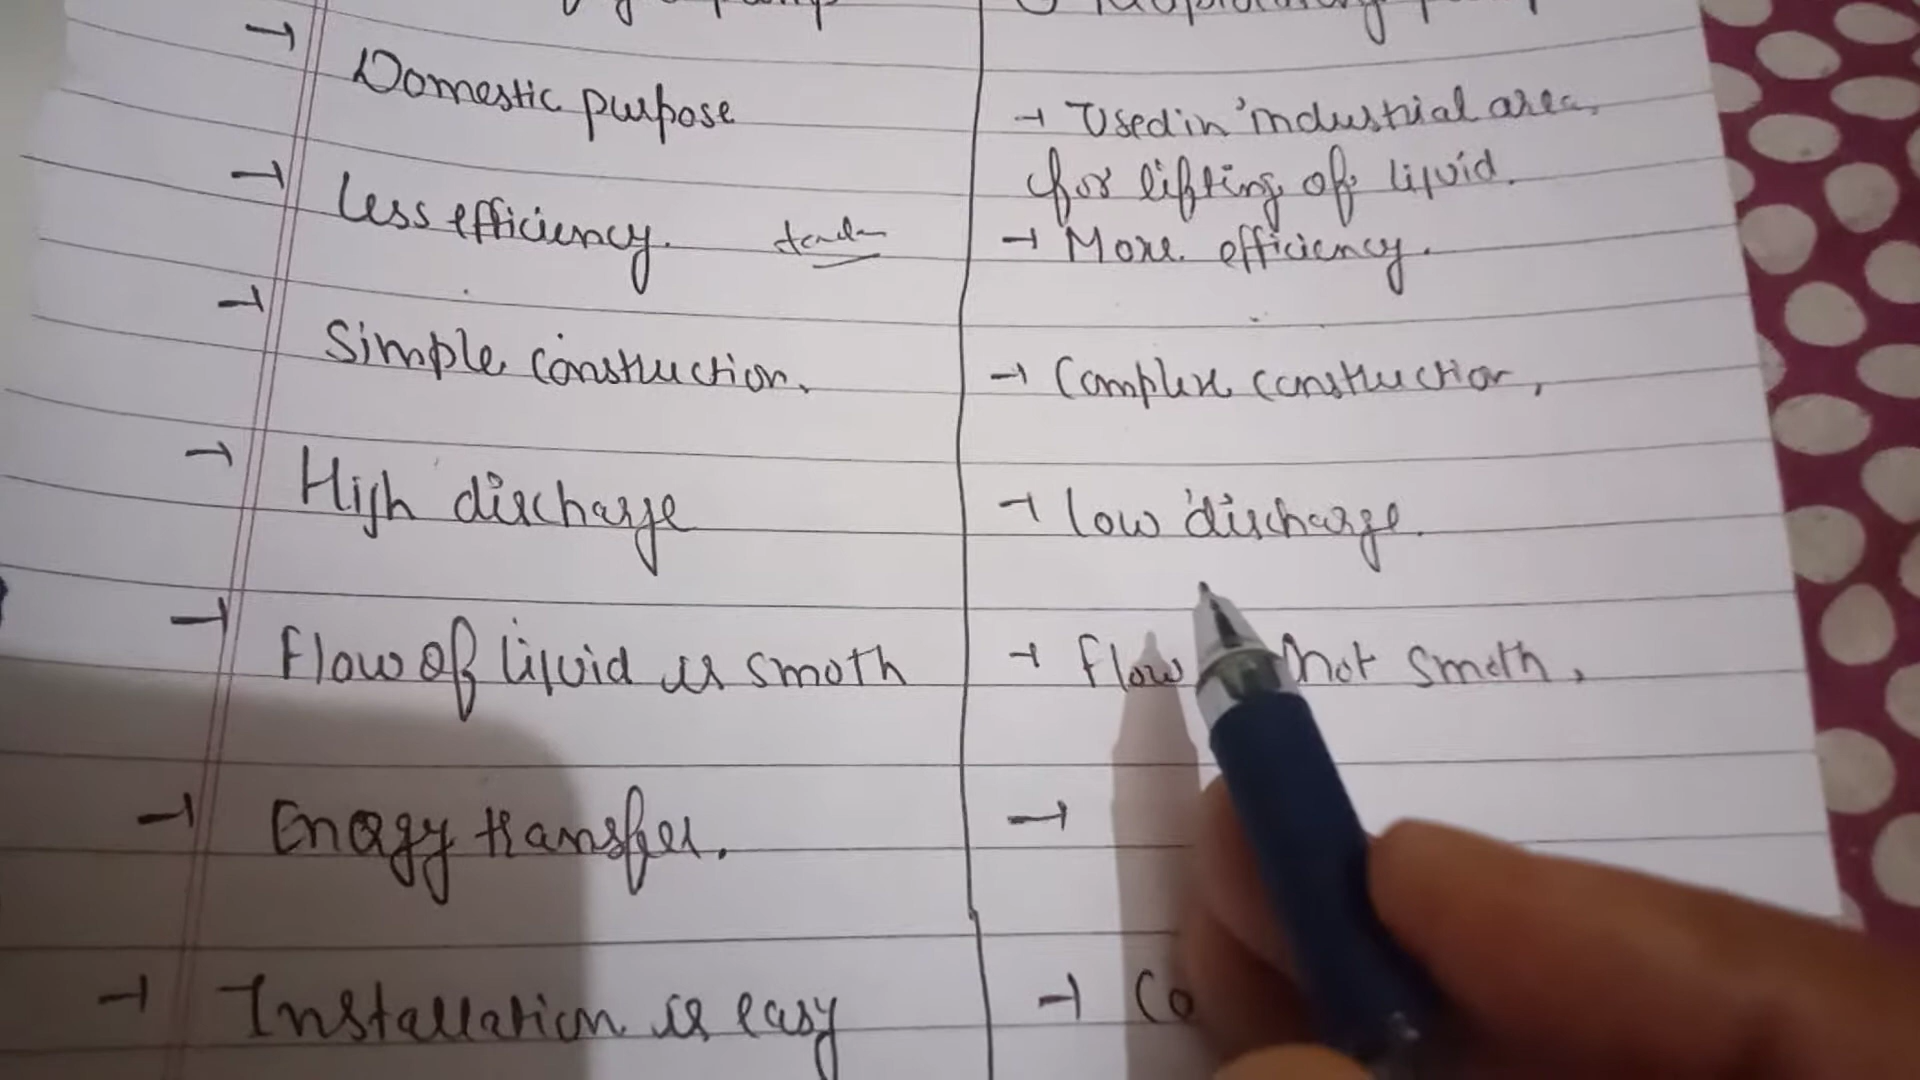 → Domestic purpose
→ Less efficiency.
→ Simple construction.
→ High discharge
→ Flow of liquid is smoth
→ Energy transfer.
→ Installation is easy
→ Used in industrial area,
for lifting of liquid.
→ More efficiency.
→ Complex construction,
→ Low discharge.
→ Flow not smoth,
→
→ Co